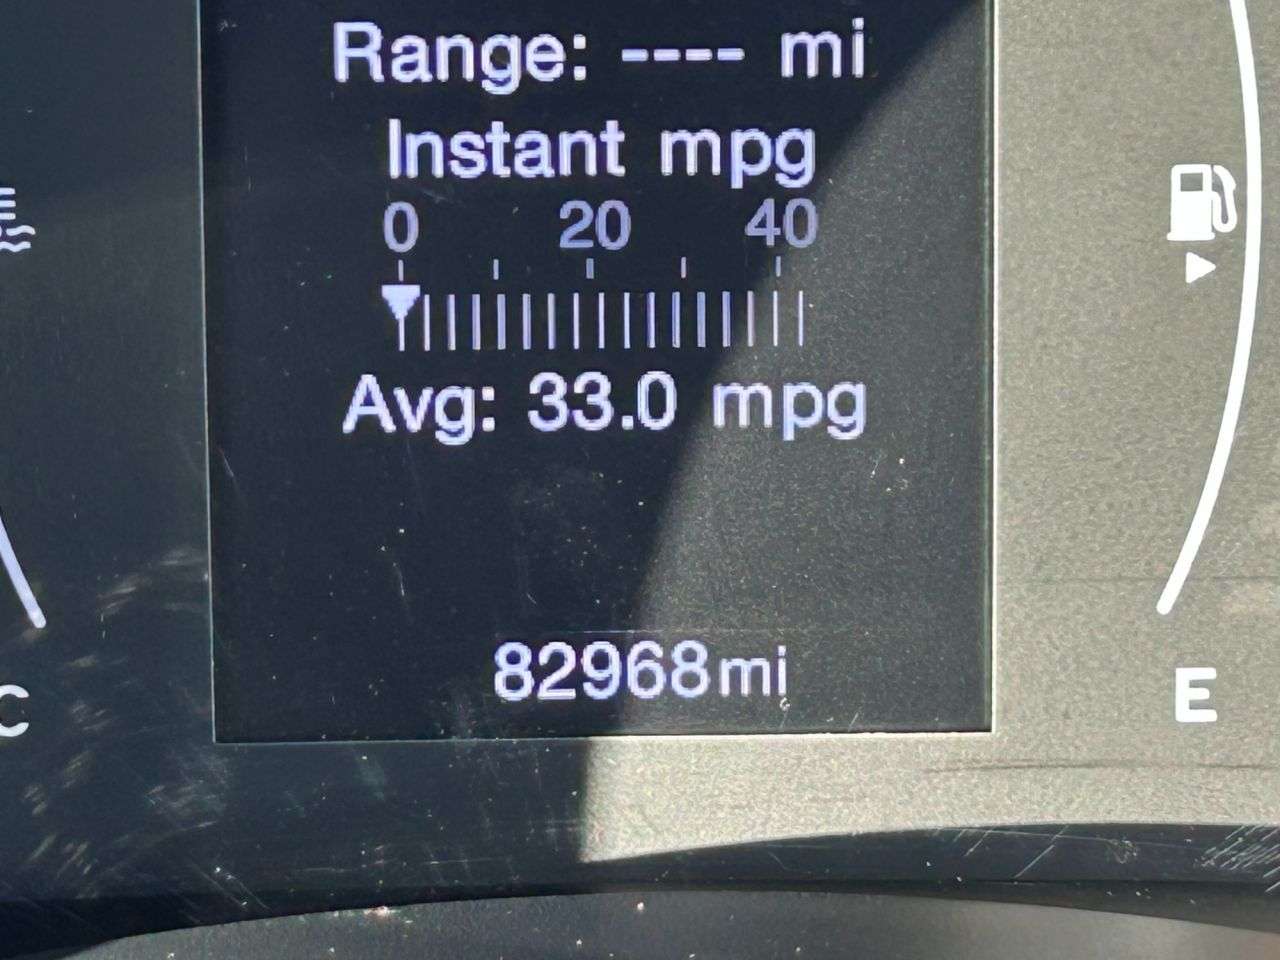 Range: ---- mi
Instant mpg
0 20 40
Avg: 33.0 mpg
82968mi
C
E